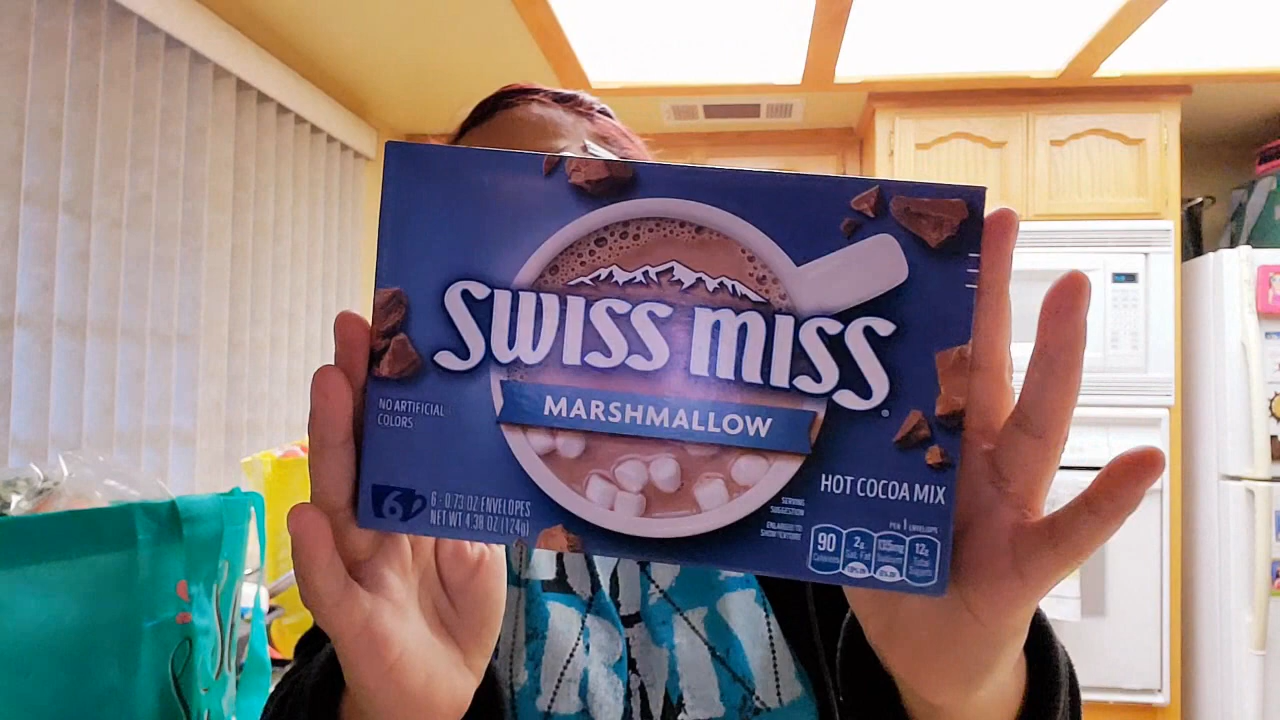 SWISS MISS
MARSHMALLOW
NO ARTIFICIAL
COLORS
6
6 - 0.73 OZ ENVELOPES
NET WT 4.38 OZ (124g)
SERVING
SUGGESTION
ENLARGED TO
SHOW TEXTURE
HOT COCOA MIX
PER 1 ENVELOPE
90
Calories
2g
Sat. Fat
12g
Total
Sugars